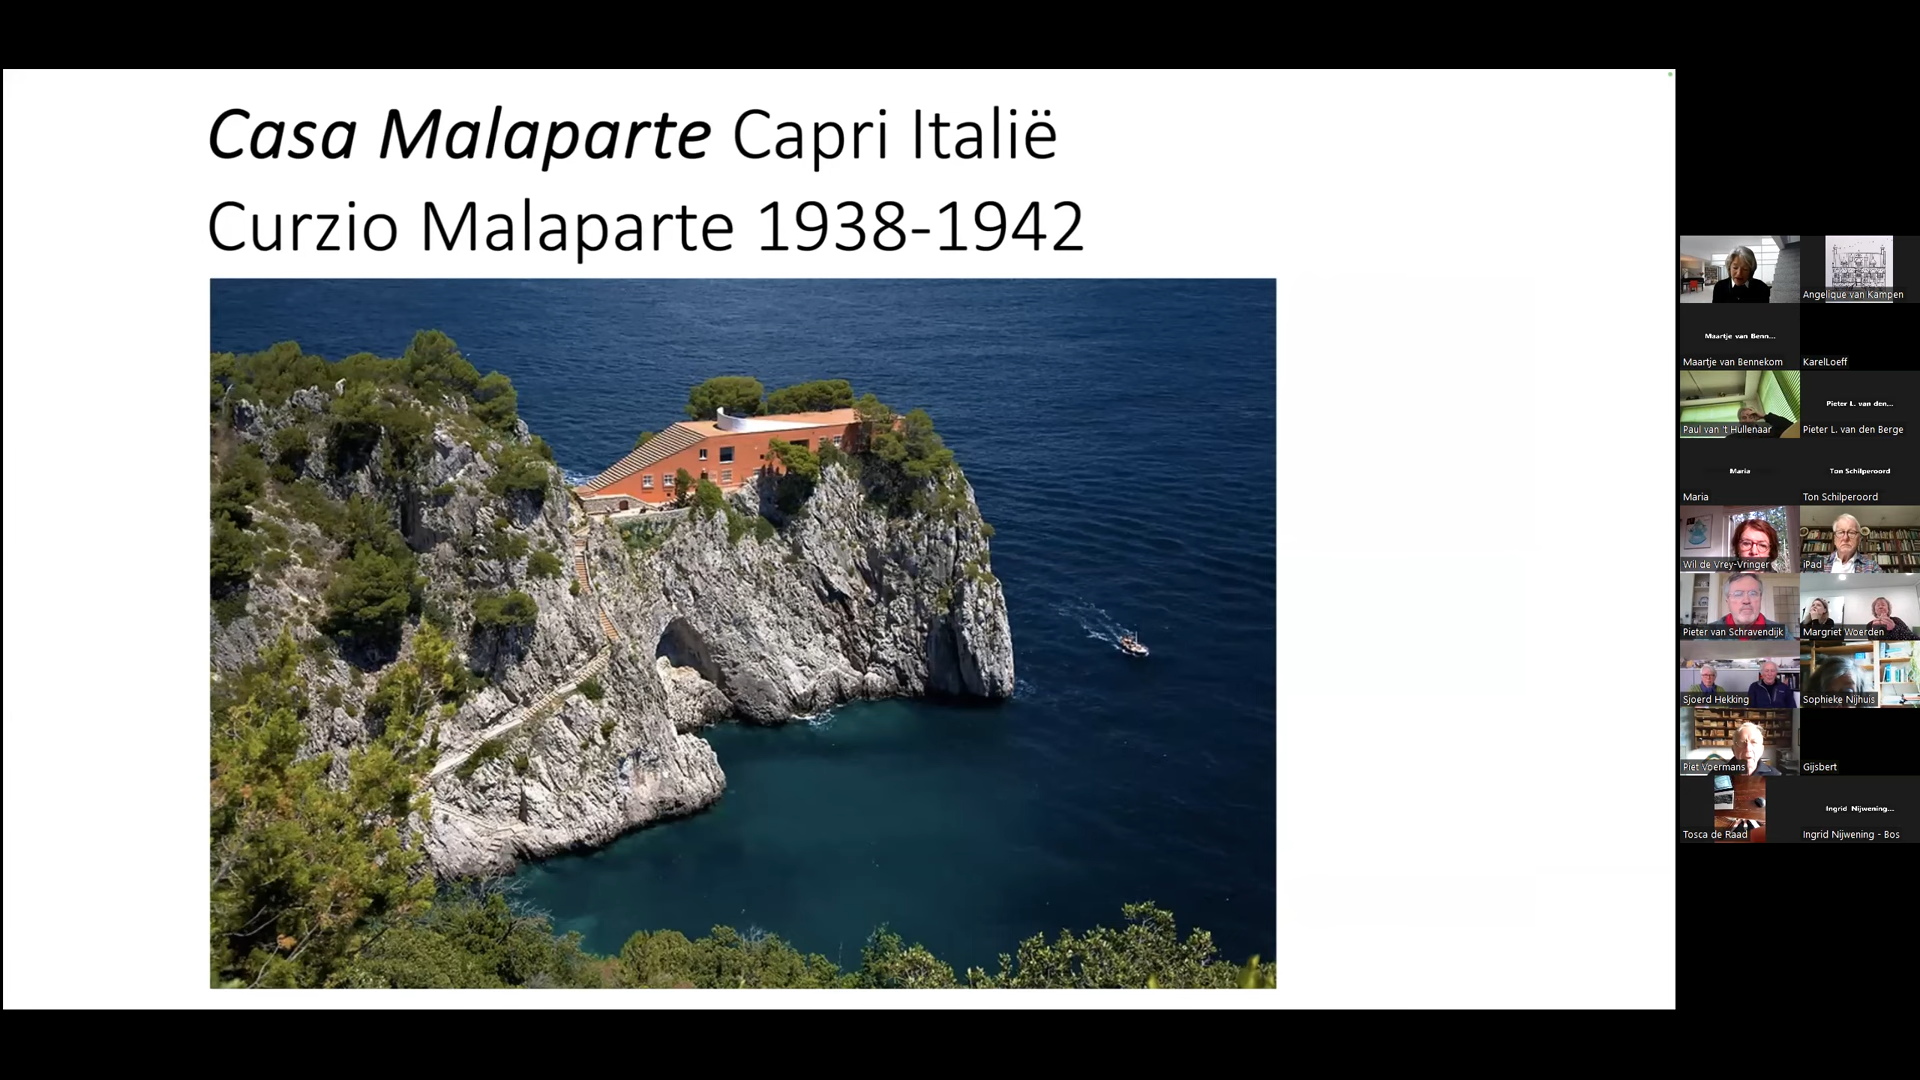 Casa Malaparte Capri Italië
Curzio Malaparte 1938-1942
Angelique van Kampen
Maartje van Benn...
Maartje van Bennekom
KarelLoeff
Paul van 't Hullenaar
Pieter L. van den...
Pieter L. van den Berge
Maria
Maria
Ton Schilperoord
Ton Schilperoord
Wil de Vrey-Vringer
iPad
Pieter van Schravendijk
Margriet Woerden
Sjoerd Hekking
Sophieke Nijhuis
Piet Voermans
Gijsbert
Tosca de Raad
Ingrid Nijwening...
Ingrid Nijwening - Bos